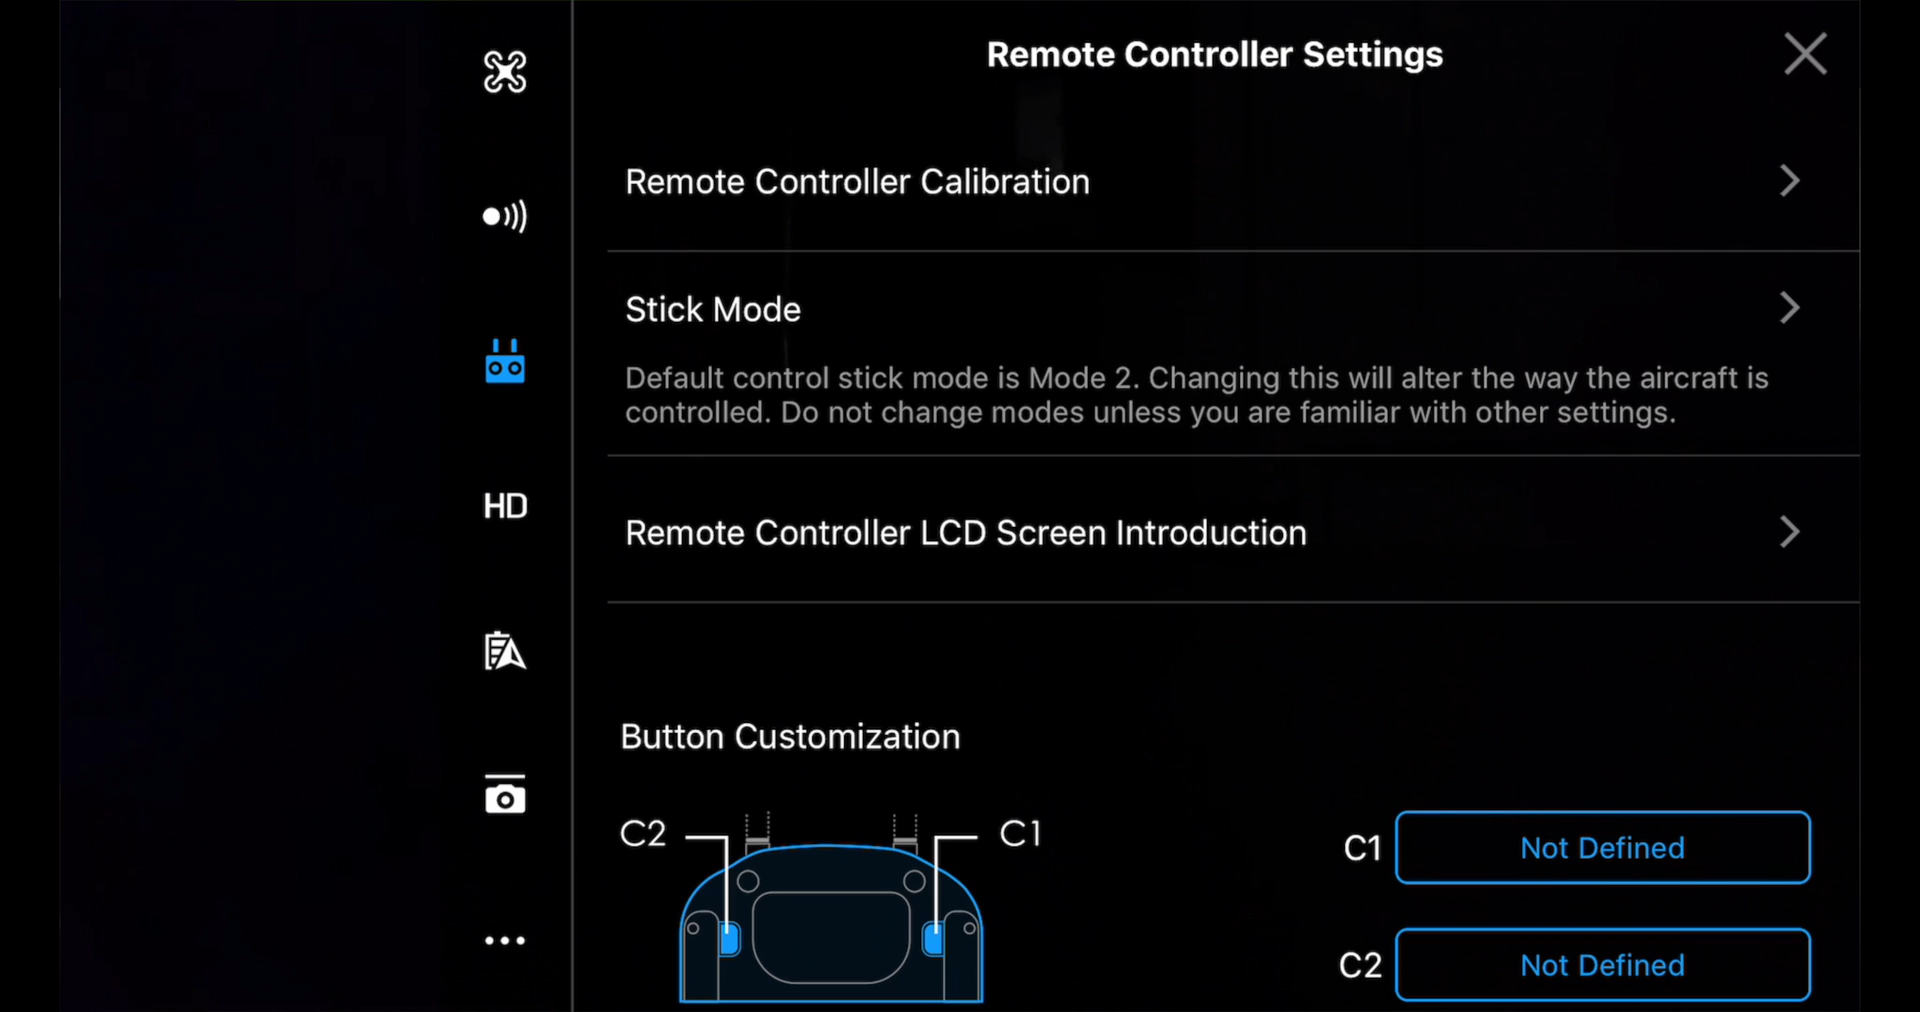 Remote Controller Settings
Remote Controller Calibration
Stick Mode
Default control stick mode is Mode 2. Changing this will alter the way the aircraft is
controlled. Do not change modes unless you are familiar with other settings.
HD
Remote Controller LCD Screen Introduction
Button Customization
C2
C1
C1
Not Defined
C2
Not Defined